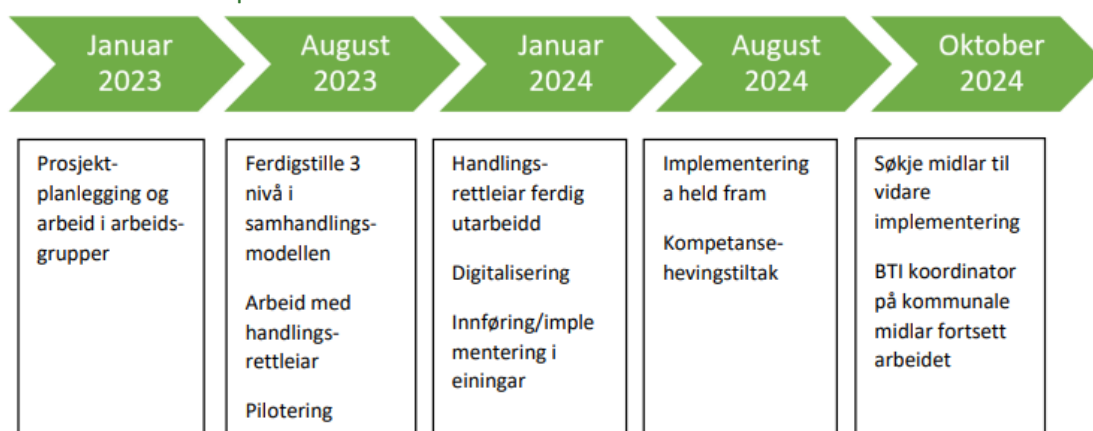 Januar
2023
August
2023
Januar
2024
August
2024
Oktober
2024
Prosjekt-
planlegging og
arbeid i arbeids-
grupper
Ferdigstille 3
nivå i
samhandlings-
modellen
Arbeid med
handlings-
rettleiar
Pilotering
Handlings-
rettleiar ferdig
utarbeidd
Digitalisering
Innføring/imple
mentering i
einingar
Implementering
a held fram
Kompetanse-
hevingstiltak
Søkje midlar til
vidare
implementering
BTI koordinator
på kommunale
midlar fortsett
arbeidet